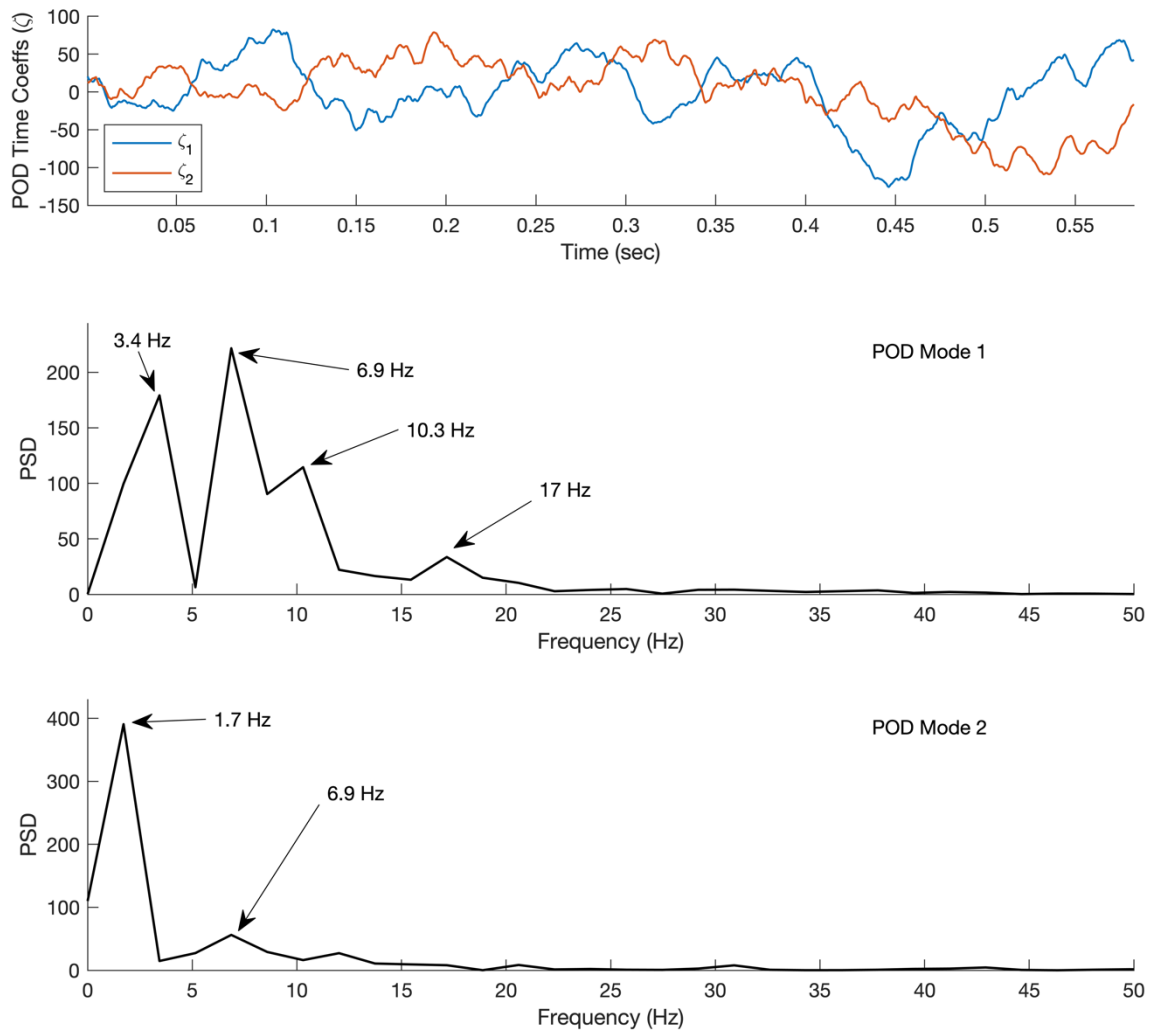 POD Time Coeffs (ζ)
100
50
0
-50
-100
-150
ζ1
ζ2
0.05 0.1 0.15 0.2 0.25 0.3 0.35 0.4 0.45 0.5 0.55
Time (sec)
PSD
200
150
100
50
0
3.4 Hz
6.9 Hz
10.3 Hz
17 Hz
POD Mode 1
0 5 10 15 20 25 30 35 40 45 50
Frequency (Hz)
PSD
400
300
200
100
0
1.7 Hz
6.9 Hz
POD Mode 2
0 5 10 15 20 25 30 35 40 45 50
Frequency (Hz)